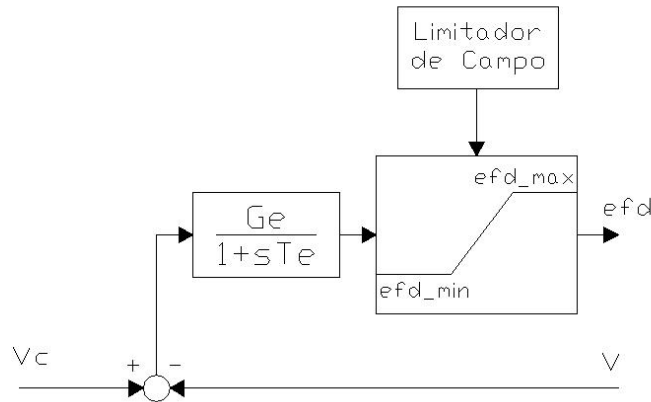 Limitador
de Campo
efd_max
efd
Ge
1+sTe
efd_min
Vc
+
-
V